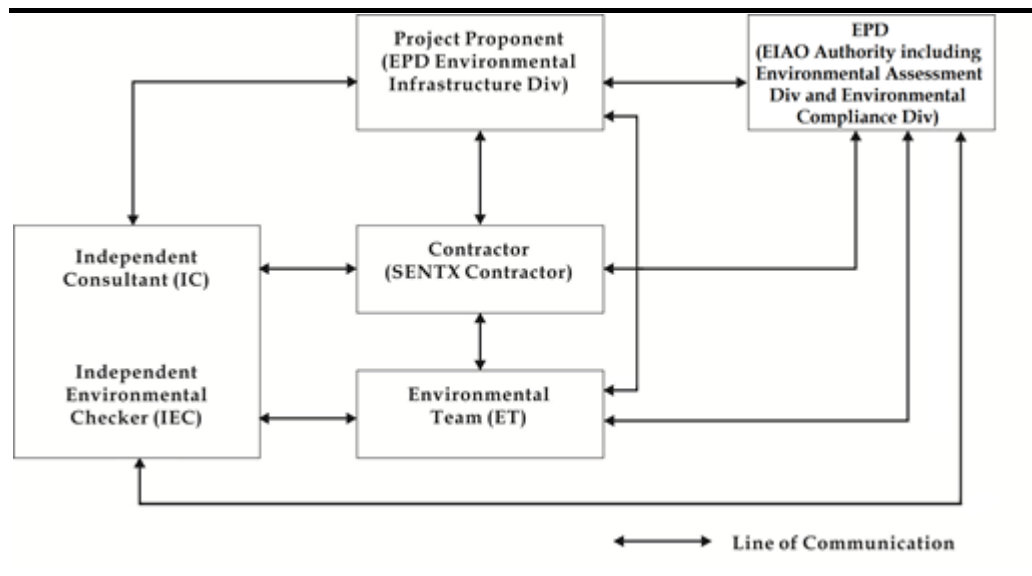 Project Proponent
(EPD Environmental
Infrastructure Div)
EPD
(EIAO Authority including
Environmental Assessment
Div and Environmental
Compliance Div)
Independent
Consultant (IC)
Contractor
(SENTX Contractor)
Independent
Environmental
Checker (IEC)
Environmental
Team (ET)
Line of Communication